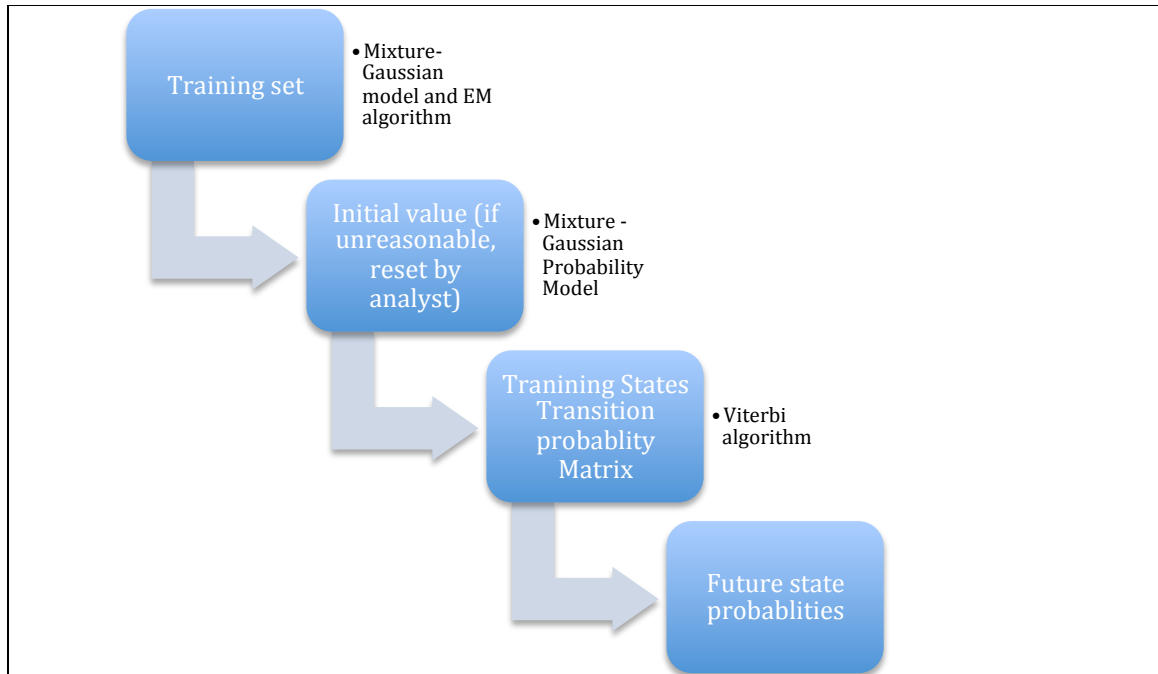 Training set
• Mixture-
Gaussian
model and EM
algorithm
Initial value (if
unreasonable,
reset by
analyst)
• Mixture -
Gaussian
Probability
Model
Tranining States
Transition
probablity
Matrix
• Viterbi
algorithm
Future state
probablities